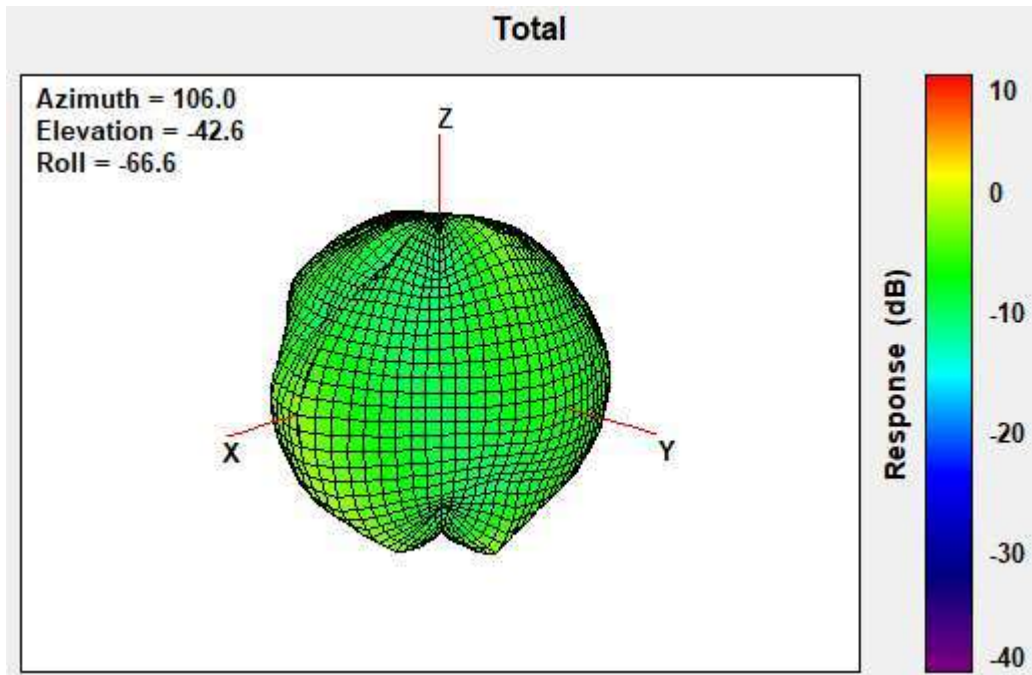 Total
Azimuth = 106.0
Elevation = -42.6
Roll = -66.6
Z
X
Y
10
0
-10
-20
-30
-40
Response (dB)